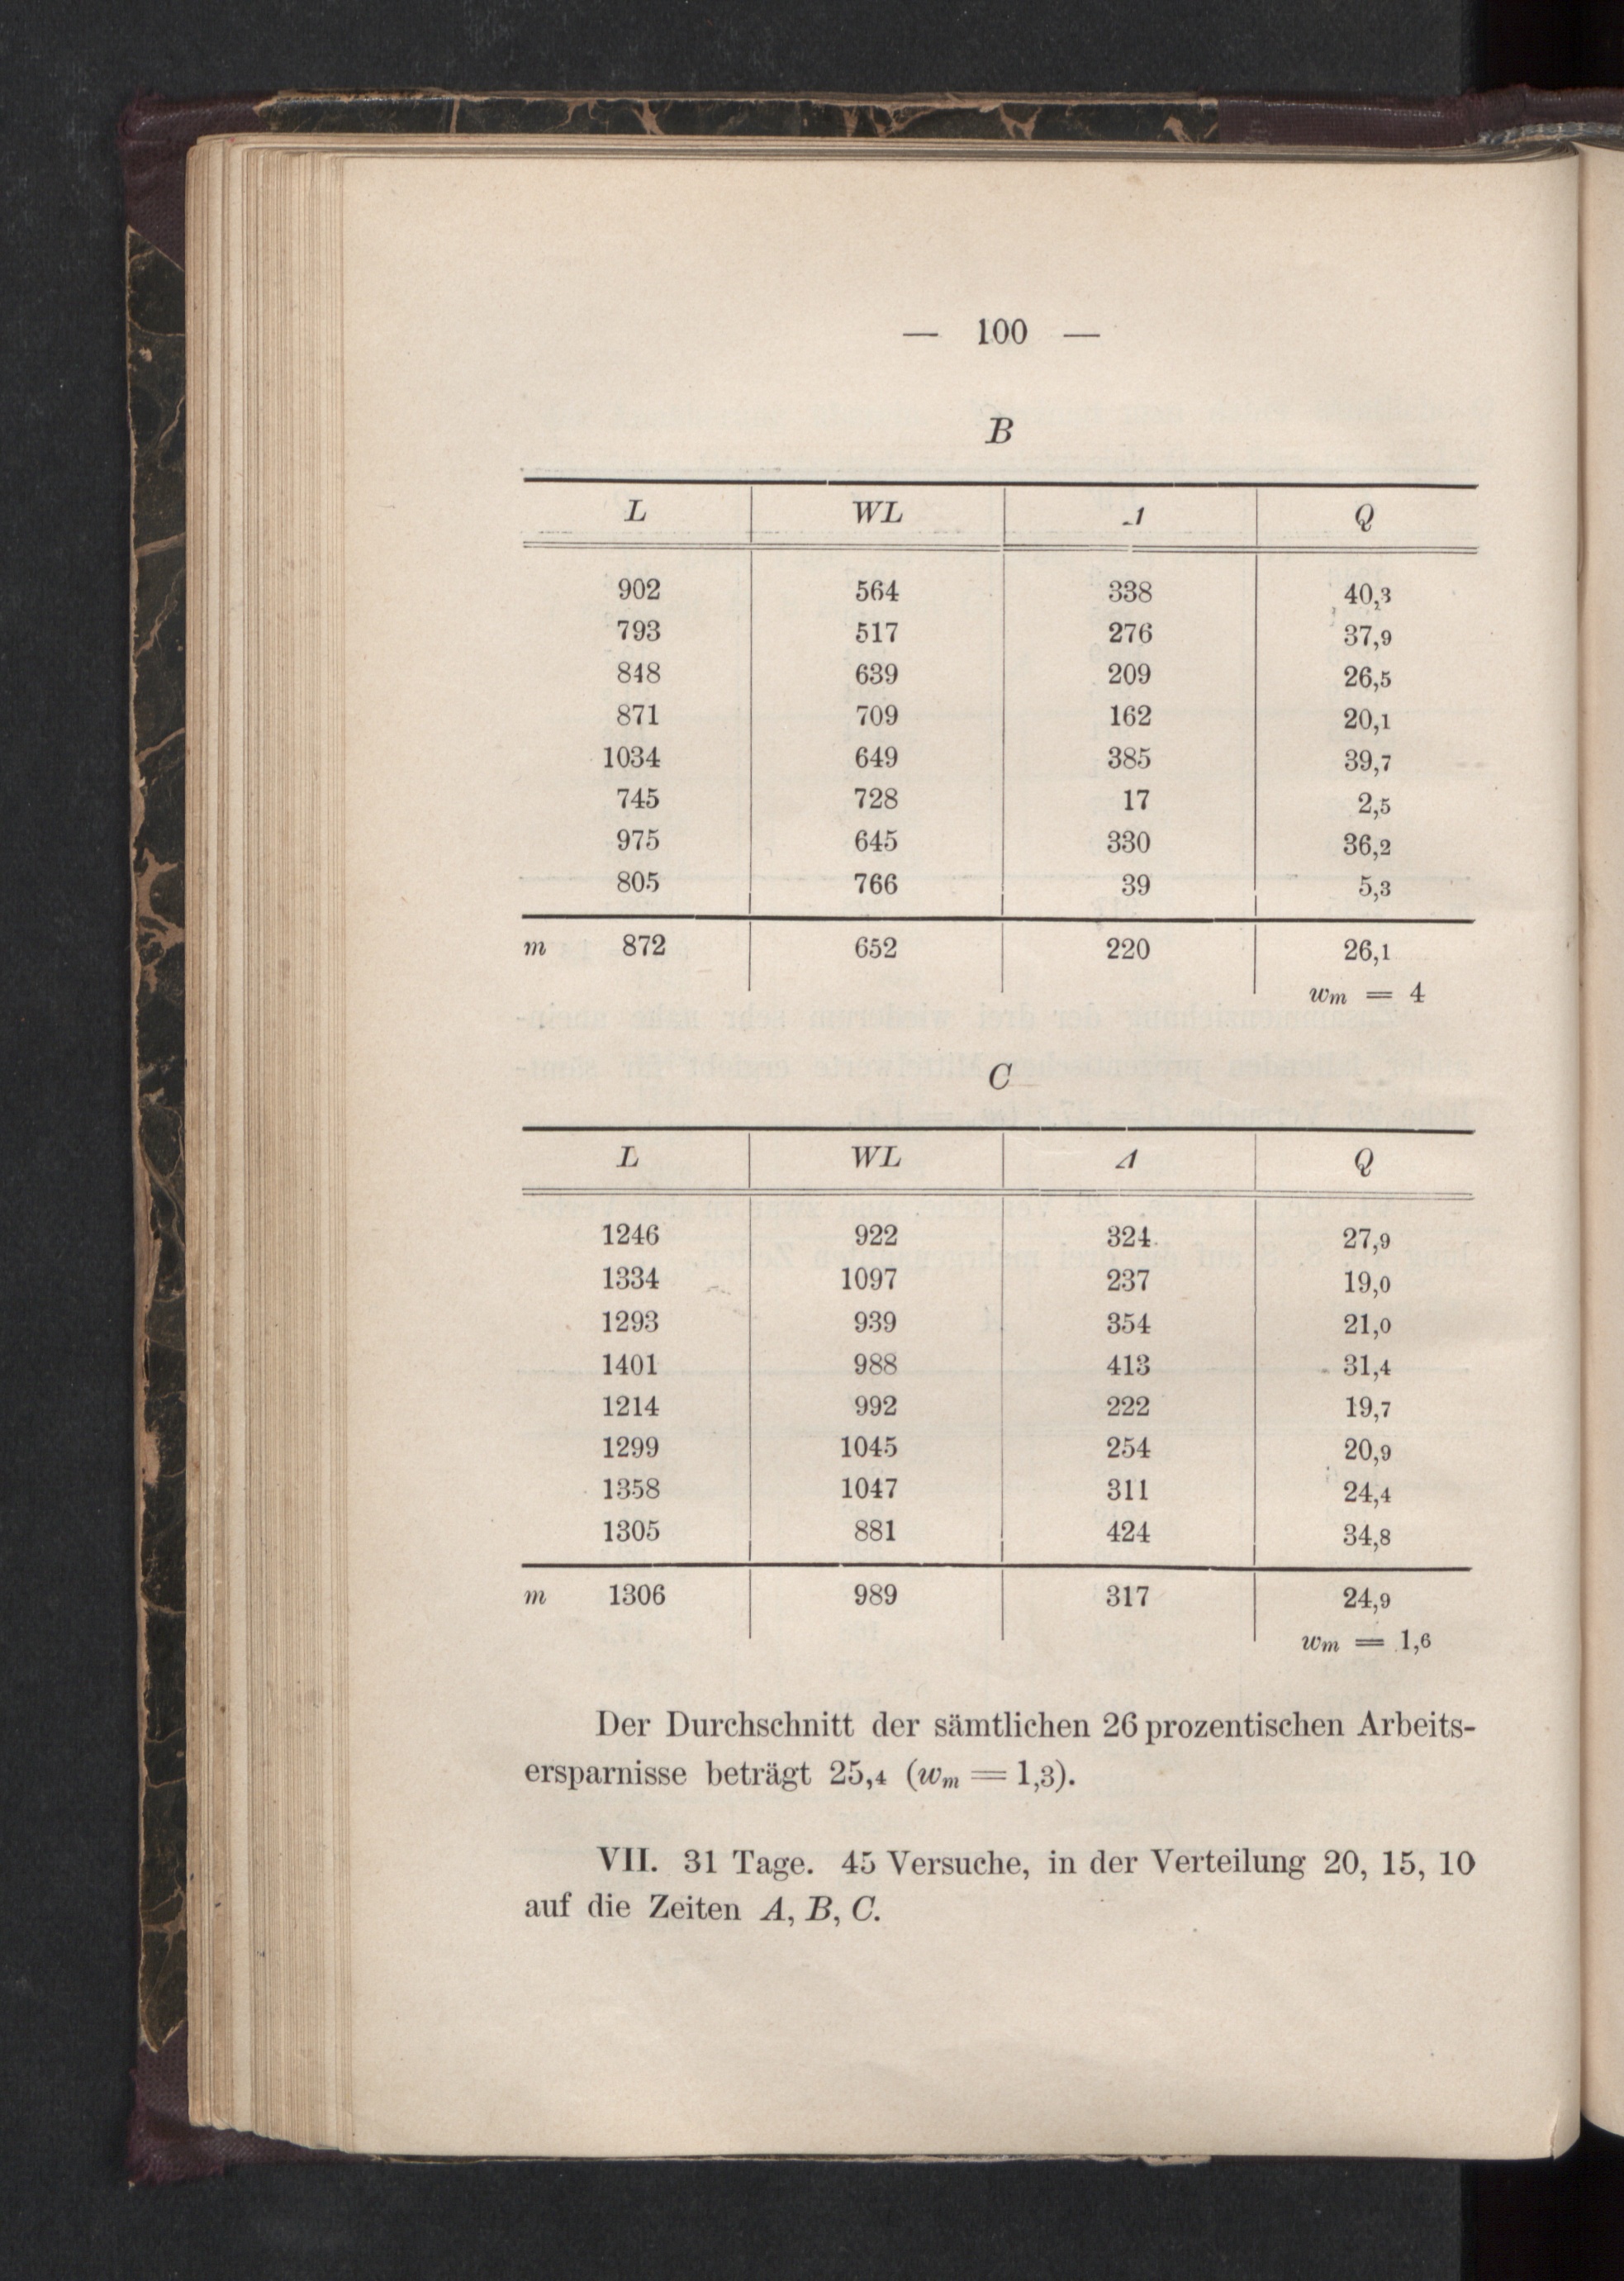 — 100 —
B
L WL Δ Q
902 564 338 40,3
793 517 276 37,9
848 639 209 26,5
871 709 162 20,1
1034 649 385 39,7
745 728 17 2,5
975 645 330 36,2
805 766 39 5,3
m 872 652 220 26,1
wm = 4
C
L WL Δ Q
1246 922 324 27,9
1334 1097 237 19,0
1293 939 354 21,0
1401 988 413 31,4
1214 992 222 19,7
1299 1045 254 20,9
1358 1047 311 24,4
1305 881 424 34,8
m 1306 989 317 24,9
wm = 1,6
Der Durchschnitt der sämtlichen 26 prozentischen Arbeits-
ersparnisse beträgt 25,4 (wm = 1,3).
VII. 31 Tage. 45 Versuche, in der Verteilung 20, 15, 10
auf die Zeiten A, B, C.